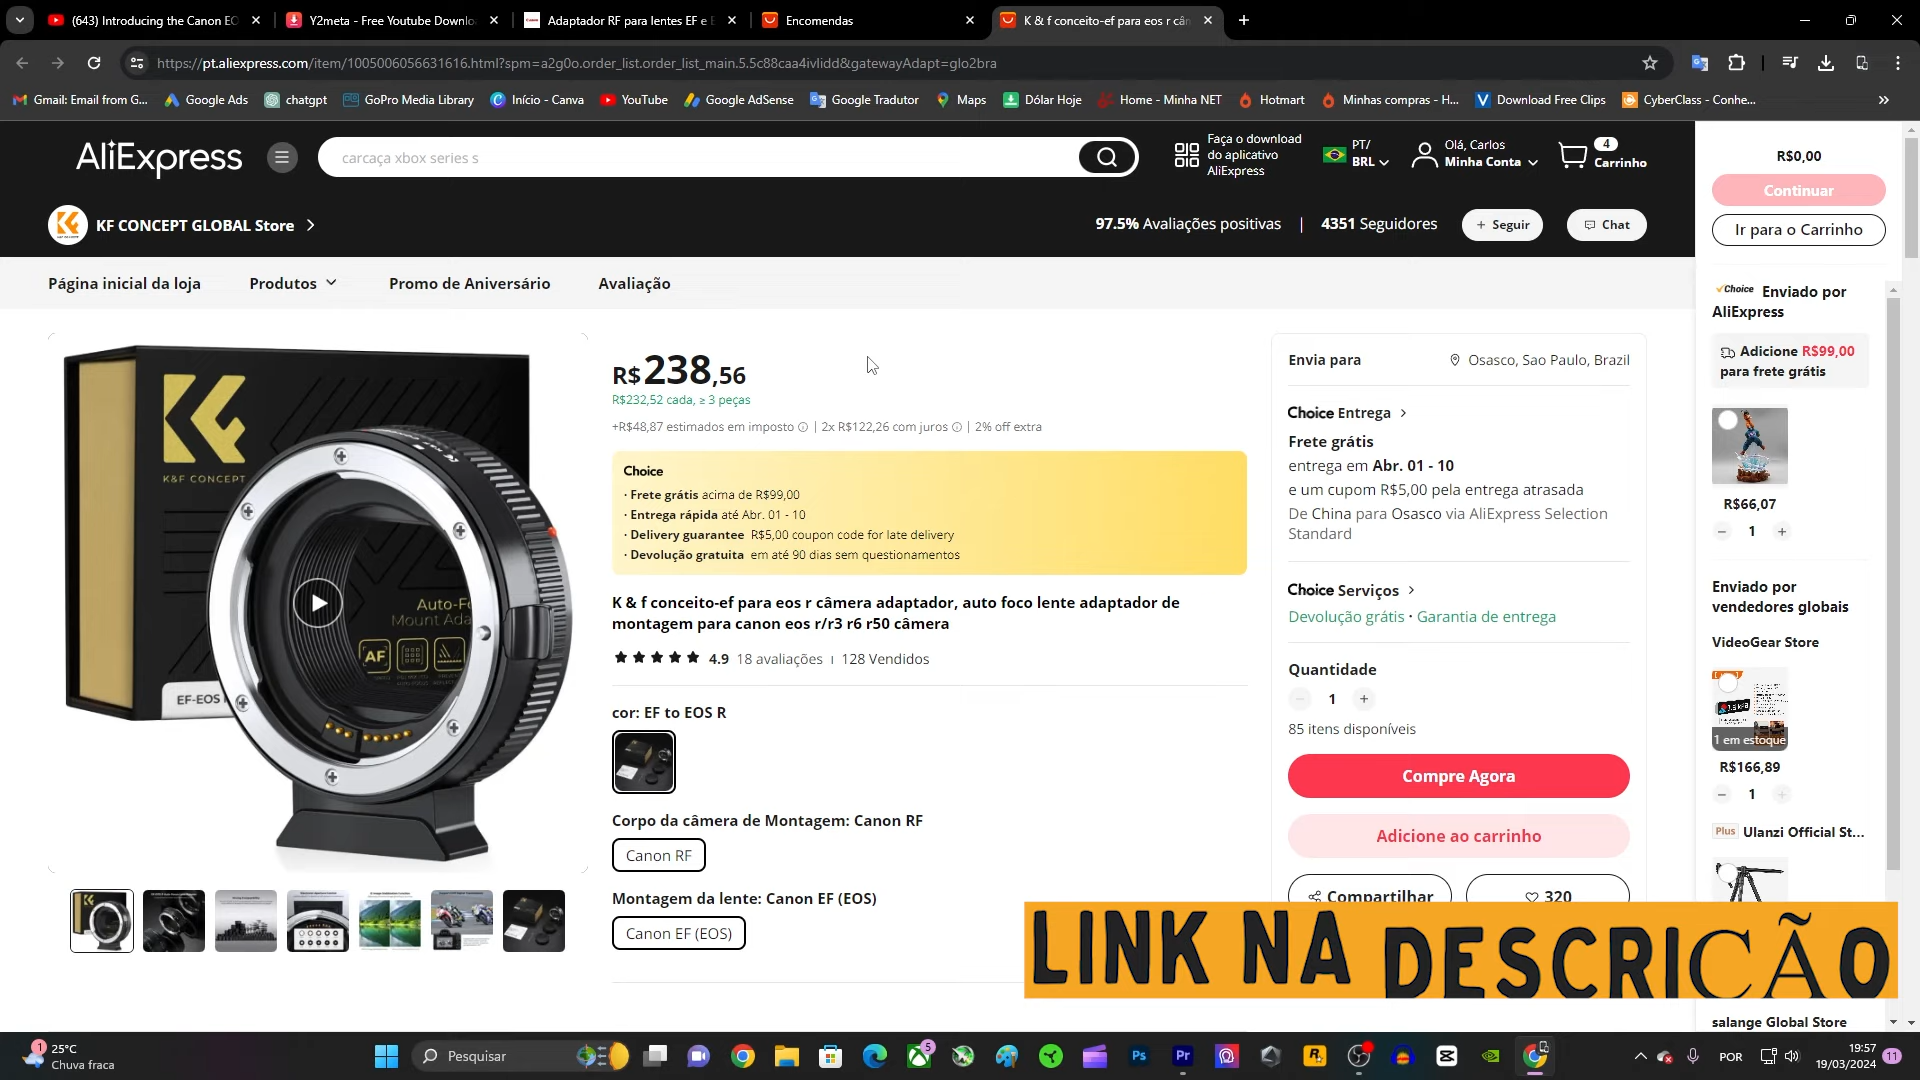 (643) Introducing the Canon EO
Y2meta - Free Youtube Downlo
Adaptador RF para lentes EF e E
Encomendas
K & f conceito-ef para eos r câm
https://pt.aliexpress.com/item/1005006056631616.html?spm=a2g0o.order_list.order_list_main.5.5c88caa4ivlidd&gatewayAdapt=glo2bra
Gmail: Email from G...
Google Ads
chatgpt
GoPro Media Library
Início - Canva
YouTube
Google AdSense
Google Tradutor
Maps
Dólar Hoje
Home - Minha NET
Hotmart
Minhas compras - H...
Download Free Clips
CyberClass - Conhe...
AliExpress
carcaça xbox series s
Faça o download
do aplicativo
AliExpress
PT/
BRL
Olá, Carlos
Minha Conta
4
Carrinho
KF CONCEPT GLOBAL Store
97.5% Avaliações positivas | 4351 Seguidores
+ Seguir
Chat
Página inicial da loja
Produtos
Promo de Aniversário
Avaliação
K&F CONCEPT
Auto-Fo
Mount Ada
AF
EF-EOS
R$238,56
R$232,52 cada, ≥ 3 peças
+R$48,87 estimados em imposto | 2x R$122,26 com juros | 2% off extra
Choice
· Frete grátis acima de R$99,00
· Entrega rápida até Abr. 01 - 10
· Delivery guarantee R$5,00 coupon code for late delivery
· Devolução gratuita em até 90 dias sem questionamentos
K & f conceito-ef para eos r câmera adaptador, auto foco lente adaptador de
montagem para canon eos r/r3 r6 r50 câmera
4.9 18 avaliações | 128 Vendidos
cor: EF to EOS R
Corpo da câmera de Montagem: Canon RF
Canon RF
Montagem da lente: Canon EF (EOS)
Canon EF (EOS)
Envia para
Osasco, Sao Paulo, Brazil
Choice Entrega
Frete grátis
entrega em Abr. 01 - 10
e um cupom R$5,00 pela entrega atrasada
De China para Osasco via AliExpress Selection
Standard
Choice Serviços
Devolução grátis · Garantia de entrega
Quantidade
1
85 itens disponíveis
Compre Agora
Adicione ao carrinho
Compartilhar
320
LINK NA DESCRICÃO
R$0,00
Continuar
Ir para o Carrinho
Choice Enviado por
AliExpress
Adicione R$99,00
para frete grátis
R$66,07
1
Enviado por
vendedores globais
VideoGear Store
1 em estoque
R$166,89
1
Plus Ulanzi Official St...
salange Global Store
1
25°C
Chuva fraca
Pesquisar
5
Ps
Pr
POR
19:57
19/03/2024
11